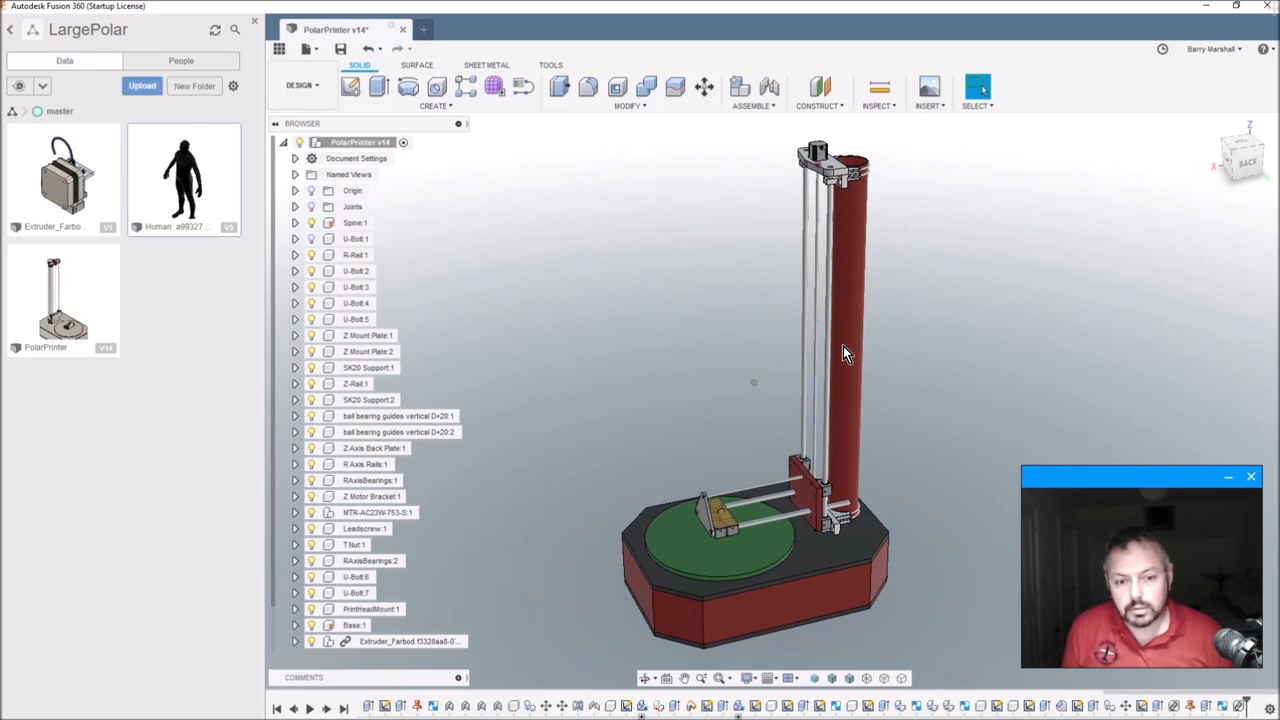 Autodesk Fusion 360 (Startup License)
LargePolar
Data People
Upload New Folder
master
Extruder_Farbo... V1
Human .a99327... V3
PolarPrinter V14
PolarPrinter v14*
Barry Marshall
SOLID SURFACE SHEET METAL TOOLS
DESIGN
CREATE MODIFY ASSEMBLE CONSTRUCT INSPECT INSERT SELECT
BROWSER
PolarPrinter v14
Document Settings
Named Views
Origin
Joints
Spine:1
U-Bolt:1
R-Rail:1
U-Bolt:2
U-Bolt:3
U-Bolt:4
U-Bolt:5
Z Mount Plate:1
Z Mount Plate:2
SK20 Support:1
Z-Rail:1
SK20 Support:2
ball bearing guides vertical D=20:1
ball bearing guides vertical D=20:2
Z Axis Back Plate:1
R Axis Rails:1
RAxisBearings:1
Z Motor Bracket:1
MTR-AC23W-753-S:1
Leadscrew:1
T Nut:1
RAxisBearings:2
U-Bolt:6
U-Bolt:7
PrintHeadMount:1
Base:1
Extruder_Farbod.f3328aa8-0'...
Z
X
BACK
COMMENTS